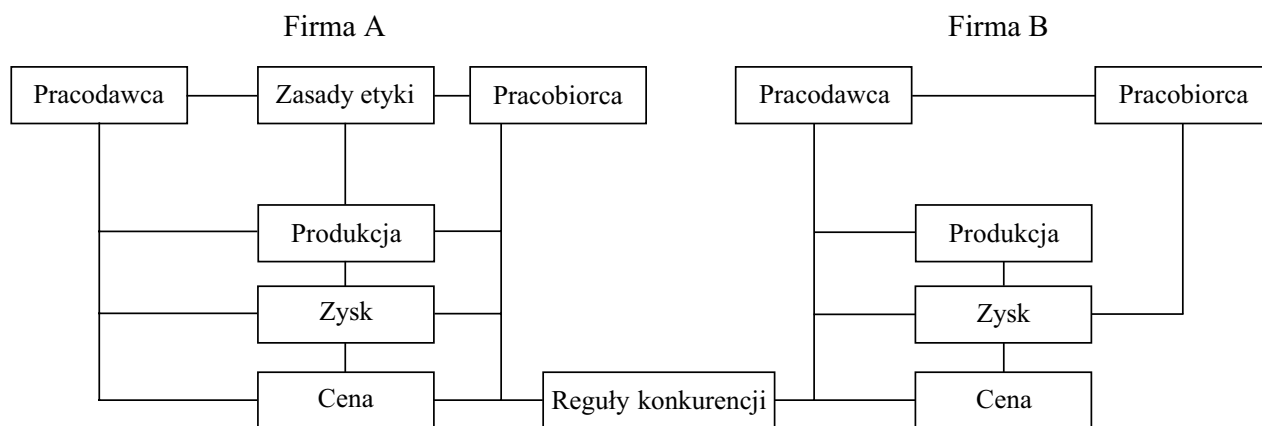 Firma A
Firma B
Pracodawca
Zasady etyki
Pracobiorca
Pracodawca
Pracobiorca
Produkcja
Produkcja
Zysk
Zysk
Cena
Reguły konkurencji
Cena